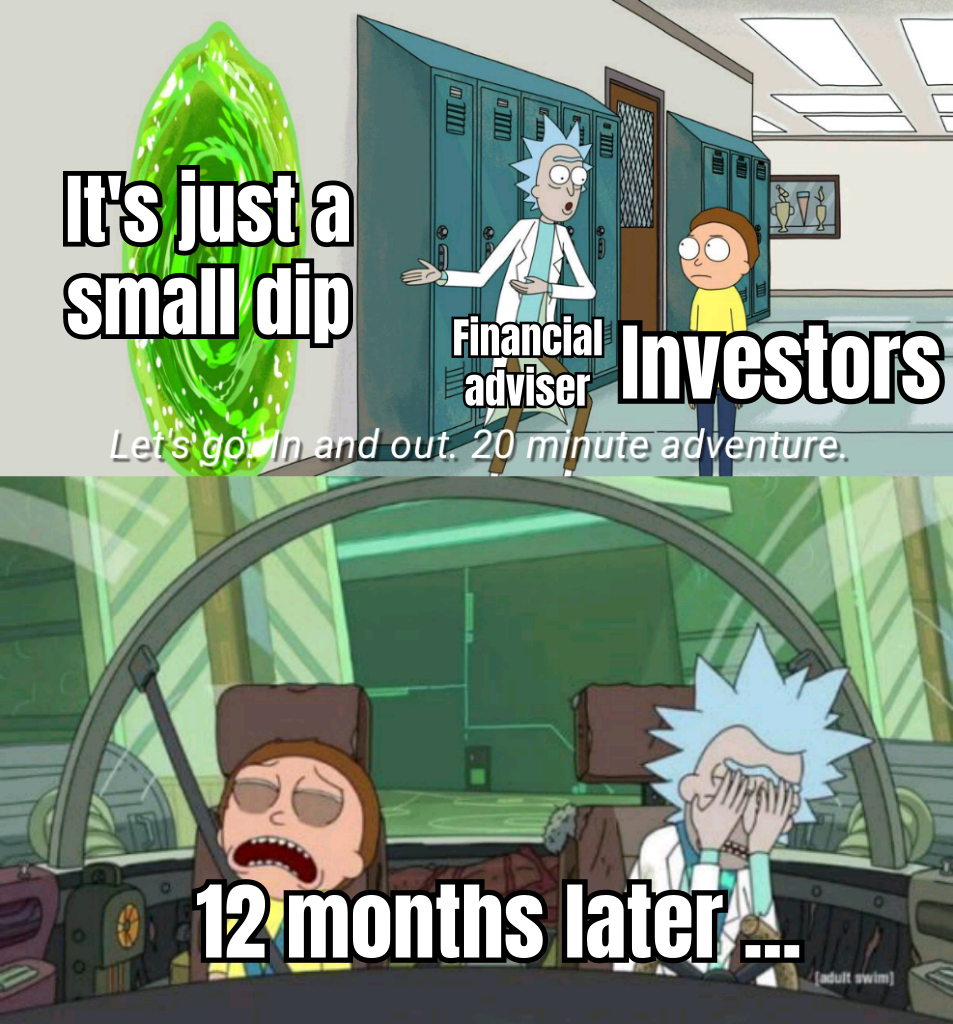 It's just a
small dip
Financial
adviser
Investors
Let's go. In and out. 20 minute adventure.
12 months later ...
[adult swim]